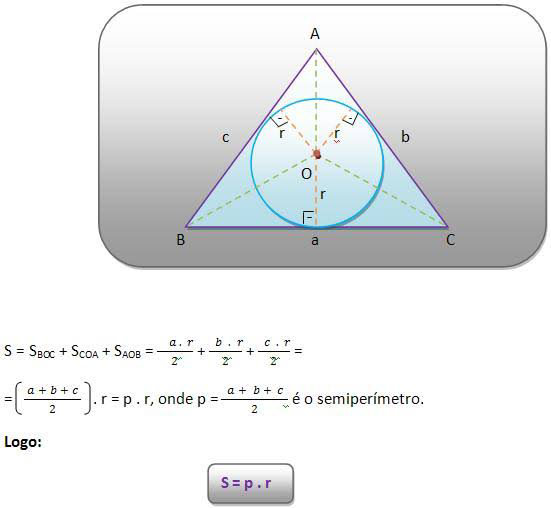 A
c
b
r
r
O
r
B
a
C
S = S_BOC + S_COA + S_AOB = a . r / 2 + b . r / 2 + c . r / 2 =
= ( a + b + c / 2 ) . r = p . r, onde p = a + b + c / 2 é o semiperímetro.
Logo:
S = p . r